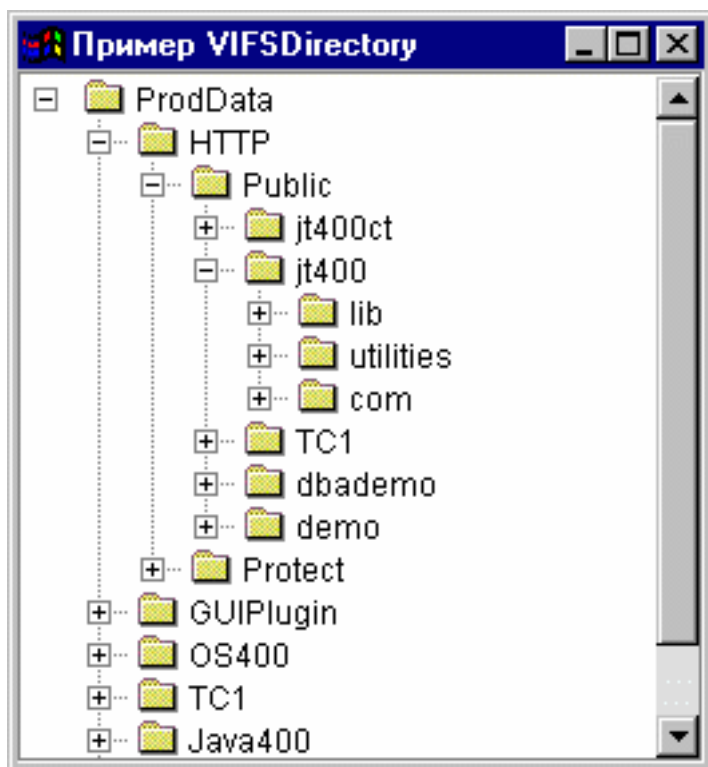 Пример VIFSDirectory
ProdData
HTTP
Public
jt400ct
jt400
lib
utilities
com
TC1
dbademo
demo
Protect
GUIPlugin
OS400
TC1
Java400